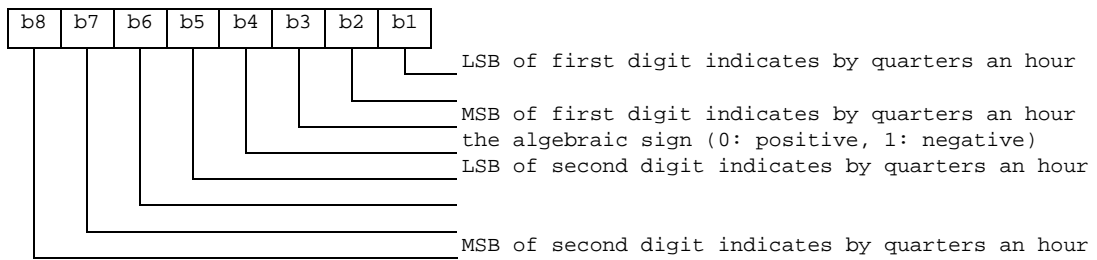 b8 b7 b6 b5 b4 b3 b2 b1
LSB of first digit indicates by quarters an hour
MSB of first digit indicates by quarters an hour
the algebraic sign (0: positive, 1: negative)
LSB of second digit indicates by quarters an hour
MSB of second digit indicates by quarters an hour